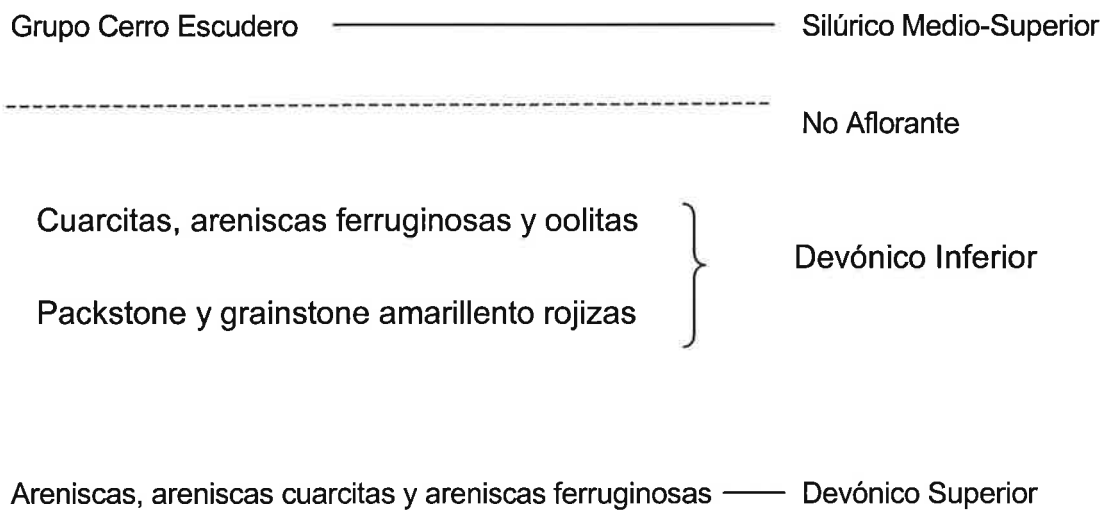 Grupo Cerro Escudero Silúrico Medio-Superior
No Aflorante
Cuarcitas, areniscas ferruginosas y oolitas
Devónico Inferior
Packstone y grainstone amarillento rojizas
Areniscas, areniscas cuarcitas y areniscas ferruginosas Devónico Superior